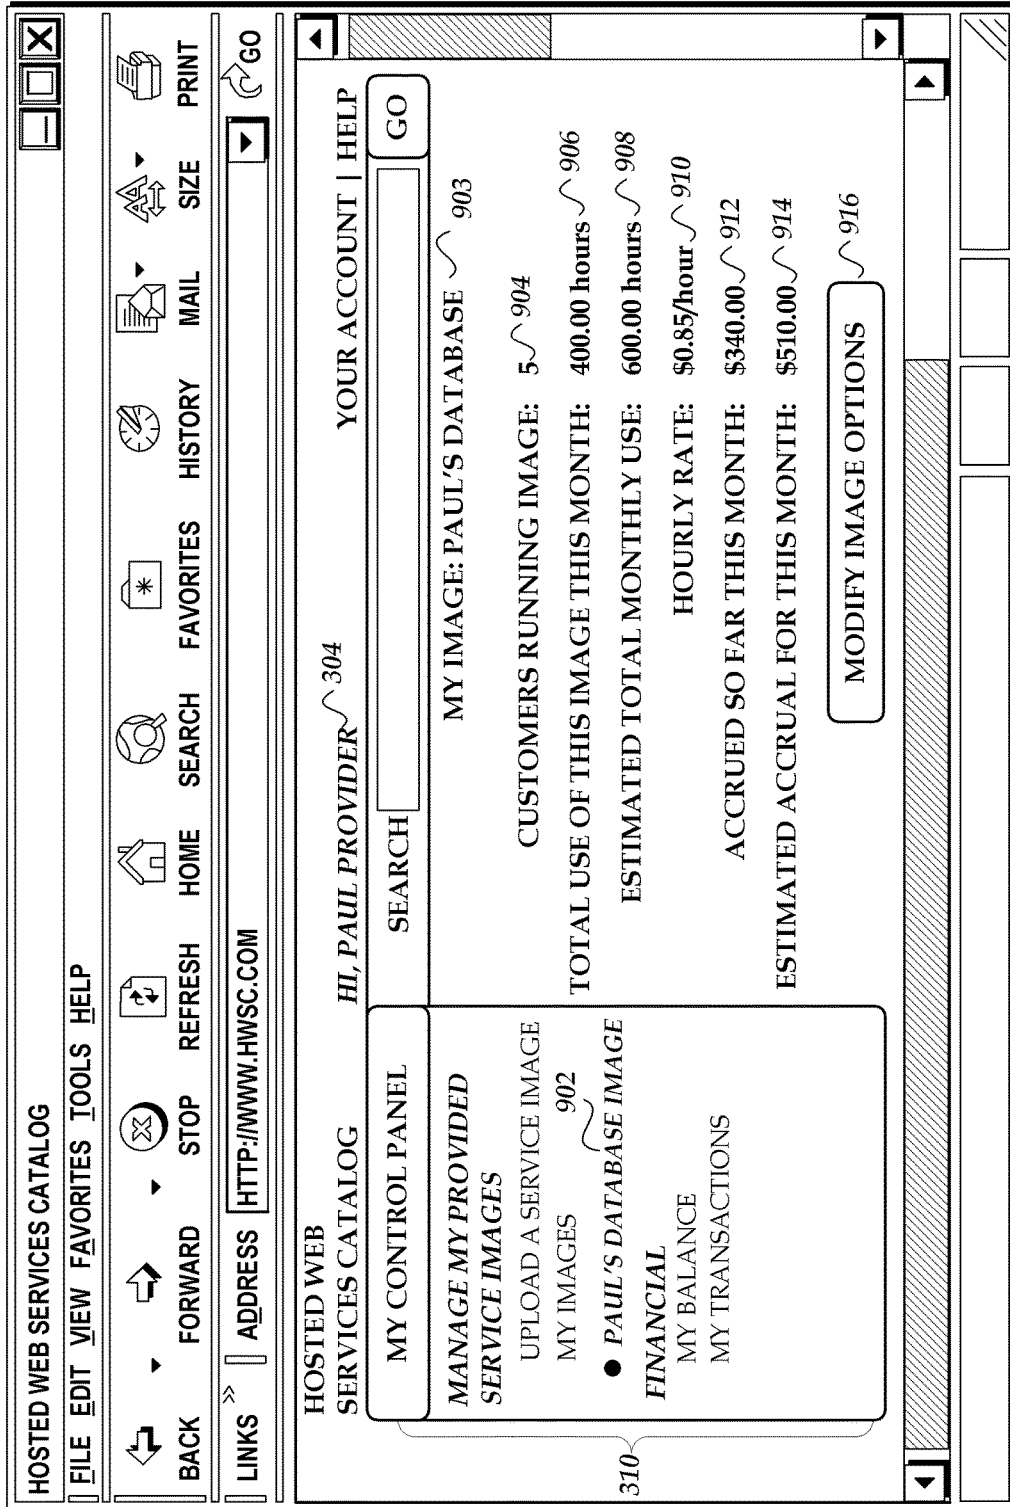 HOSTED WEB SERVICES CATALOG
FILE EDIT VIEW FAVORITES TOOLS HELP
BACK FORWARD STOP REFRESH HOME SEARCH FAVORITES HISTORY MAIL SIZE PRINT
LINKS >> ADDRESS HTTP://WWW.HWSC.COM GO
HOSTED WEB
SERVICES CATALOG
HI, PAUL PROVIDER 304
YOUR ACCOUNT | HELP
MY CONTROL PANEL
SEARCH GO
MANAGE MY PROVIDED
SERVICE IMAGES
UPLOAD A SERVICE IMAGE
MY IMAGES
902
● PAUL'S DATABASE IMAGE
FINANCIAL
MY BALANCE
MY TRANSACTIONS
310
MY IMAGE: PAUL'S DATABASE 903
CUSTOMERS RUNNING IMAGE: 5 904
TOTAL USE OF THIS IMAGE THIS MONTH: 400.00 hours 906
ESTIMATED TOTAL MONTHLY USE: 600.00 hours 908
HOURLY RATE: $0.85/hour 910
ACCRUED SO FAR THIS MONTH: $340.00 912
ESTIMATED ACCRUAL FOR THIS MONTH: $510.00 914
MODIFY IMAGE OPTIONS 916